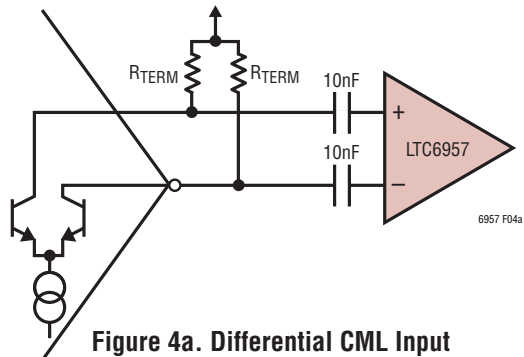 RTERM
RTERM
10nF
10nF
+
LTC6957
−
6957 F04a
Figure 4a. Differential CML Input